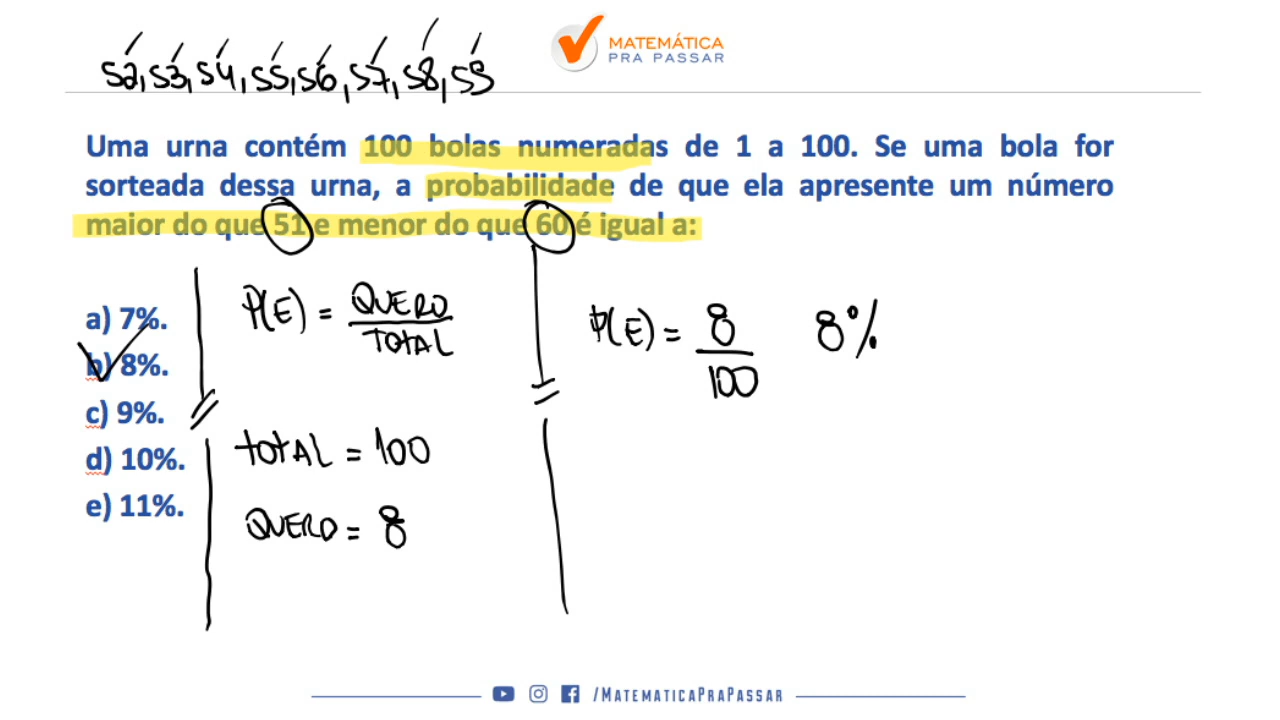 52, 53, 54, 55, 56, 57, 58, 59
MATEMÁTICA
PRA PASSAR
Uma urna contém 100 bolas numeradas de 1 a 100. Se uma bola for
sorteada dessa urna, a probabilidade de que ela apresente um número
maior do que 51 e menor do que 60 é igual a:
a) 7%.
b) 8%.
c) 9%.
d) 10%.
e) 11%.
P(E) = QUERO
TOTAL
TOTAL = 100
QUERO = 8
P(E) = 8
100
8%
/MATEMATICAPRAPASSAR